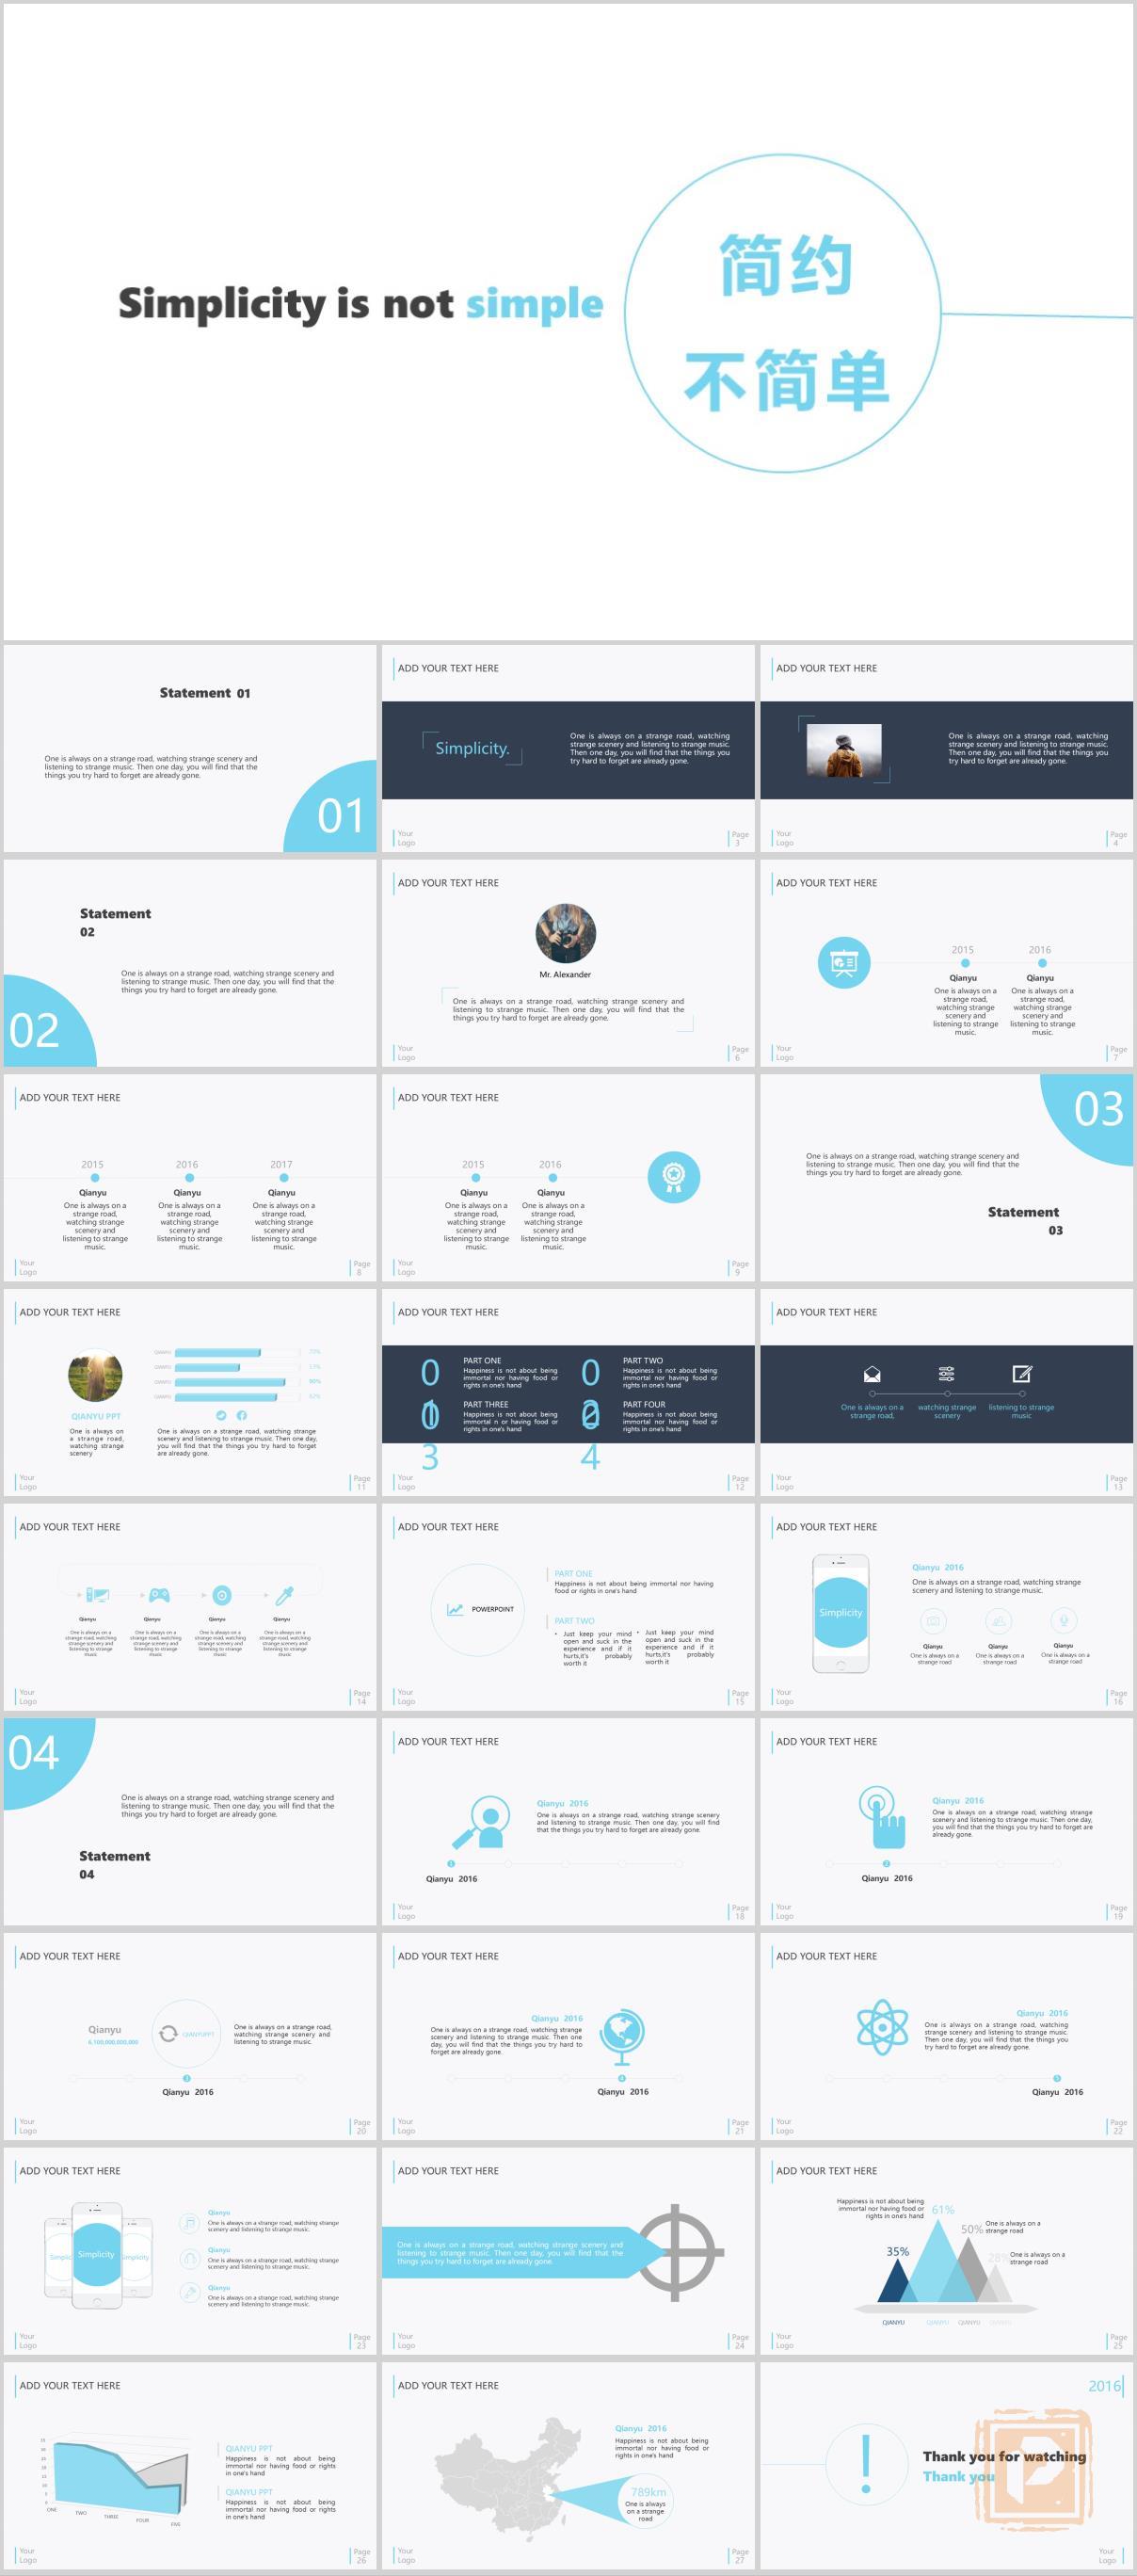 Simplicity is not simple
简约
不简单
Statement 01
One is always on a strange road, watching strange scenery and
listening to strange music. Then one day, you will find that the
things you try hard to forget are already gone.
01
ADD YOUR TEXT HERE
Simplicity.
One is always on a strange road, watching
strange scenery and listening to strange music.
Then one day, you will find that the things you
try hard to forget are already gone.
Your
Logo
Page
3
ADD YOUR TEXT HERE
One is always on a strange road, watching
strange scenery and listening to strange music.
Then one day, you will find that the things you
try hard to forget are already gone.
Your
Logo
Page
4
Statement
02
One is always on a strange road, watching strange scenery and
listening to strange music. Then one day, you will find that the
things you try hard to forget are already gone.
02
ADD YOUR TEXT HERE
Mr. Alexander
One is always on a strange road, watching strange scenery and
listening to strange music. Then one day, you will find that the
things you try hard to forget are already gone.
Your
Logo
Page
6
ADD YOUR TEXT HERE
2015
Qianyu
One is always on a
strange road,
watching strange
scenery and
listening to strange
music.
2016
Qianyu
One is always on a
strange road,
watching strange
scenery and
listening to strange
music.
Your
Logo
Page
7
ADD YOUR TEXT HERE
2015
Qianyu
One is always on a
strange road,
watching strange
scenery and
listening to strange
music.
2016
Qianyu
One is always on a
strange road,
watching strange
scenery and
listening to strange
music.
2017
Qianyu
One is always on a
strange road,
watching strange
scenery and
listening to strange
music.
Your
Logo
Page
8
ADD YOUR TEXT HERE
2015
Qianyu
One is always on a
strange road,
watching strange
scenery and
listening to strange
music.
2016
Qianyu
One is always on a
strange road,
watching strange
scenery and
listening to strange
music.
Your
Logo
Page
9
03
One is always on a strange road, watching strange scenery and
listening to strange music. Then one day, you will find that the
things you try hard to forget are already gone.
Statement
03
ADD YOUR TEXT HERE
QIANYU PPT
One is always on
a strange road,
watching strange
scenery
One is always on a strange road, watching strange
scenery and listening to strange music. Then one day,
you will find that the things you try hard to forget
are already gone.
Your
Logo
Page
11
ADD YOUR TEXT HERE
01
PART ONE
Happiness is not about being
immortal nor having food or
rights in one's hand
02
PART TWO
Happiness is not about being
immortal nor having food or
rights in one's hand
03
PART THREE
Happiness is not about being
immortal n or having food or
rights in one's hand
04
PART FOUR
Happiness is not about being
immortal nor having food or
rights in one's hand
Your
Logo
Page
12
ADD YOUR TEXT HERE
One is always on a
strange road,
watching strange
scenery
listening to strange
music
Your
Logo
Page
13
ADD YOUR TEXT HERE
Qianyu
One is always on a
strange road, watching
strange scenery and
listening to strange
music
Qianyu
One is always on a
strange road, watching
strange scenery and
listening to strange
music
Qianyu
One is always on a
strange road, watching
strange scenery and
listening to strange
music
Qianyu
One is always on a
strange road, watching
strange scenery and
listening to strange
music
Your
Logo
Page
14
ADD YOUR TEXT HERE
POWERPOINT
PART ONE
Happiness is not about being immortal nor having
food or rights in one's hand
PART TWO
• Just keep your mind
open and suck in the
experience and if it
hurts,it's probably
worth it
• Just keep your mind
open and suck in the
experience and if it
hurts,it's probably
worth it
Your
Logo
Page
15
ADD YOUR TEXT HERE
Simplicity
Qianyu 2016
One is always on a strange road, watching strange
scenery and listening to strange music.
Qianyu
One is always on a
strange road
Qianyu
One is always on a
strange road
Qianyu
One is always on a
strange road
Your
Logo
Page
16
04
One is always on a strange road, watching strange scenery and
listening to strange music. Then one day, you will find that the
things you try hard to forget are already gone.
Statement
04
ADD YOUR TEXT HERE
Qianyu 2016
One is always on a strange road, watching strange scenery
and listening to strange music. Then one day, you will find
that the things you try hard to forget are already gone.
1
Qianyu 2016
Your
Logo
Page
18
ADD YOUR TEXT HERE
Qianyu 2016
One is always on a strange road, watching strange
scenery and listening to strange music. Then one day,
you will find that the things you try hard to forget are
already gone.
2
Qianyu 2016
Your
Logo
Page
19
ADD YOUR TEXT HERE
Qianyu
6,100,000,000,000
QIANYUPPT
One is always on a strange road,
watching strange scenery and
listening to strange music.
3
Qianyu 2016
Your
Logo
Page
20
ADD YOUR TEXT HERE
Qianyu 2016
One is always on a strange road, watching strange
scenery and listening to strange music. Then one
day, you will find that the things you try hard to
forget are already gone.
4
Qianyu 2016
Your
Logo
Page
21
ADD YOUR TEXT HERE
Qianyu 2016
One is always on a strange road, watching
strange scenery and listening to strange music.
Then one day, you will find that the things you
try hard to forget are already gone.
5
Qianyu 2016
Your
Logo
Page
22
ADD YOUR TEXT HERE
Simplicity
Qianyu
One is always on a strange road, watching strange
scenery and listening to strange music.
Qianyu
One is always on a strange road, watching strange
scenery and listening to strange music.
Qianyu
One is always on a strange road, watching strange
scenery and listening to strange music.
Your
Logo
Page
23
ADD YOUR TEXT HERE
One is always on a strange road, watching strange scenery and
listening to strange music. Then one day, you will find that the
things you try hard to forget are already gone.
Your
Logo
Page
24
ADD YOUR TEXT HERE
Happiness is not about being
immortal nor having food or
rights in one's hand
61%
50%
One is always on a
strange road
35%
28%
One is always on a
strange road
QIANYU
QIANYU
QIANYU
QIANYU
Your
Logo
Page
25
ADD YOUR TEXT HERE
ONE
TWO
THREE
FOUR
FIVE
QIANYU PPT
Happiness is not about being
immortal nor having food or rights
in one's hand
QIANYU PPT
Happiness is not about being
immortal nor having food or rights
in one's hand
Your
Logo
Page
26
ADD YOUR TEXT HERE
Qianyu 2016
Happiness is not about being
immortal nor having food or
rights in one's hand
789km
One is always
on a strange
road
Your
Logo
Page
27
2016
!
Thank you for watching
Thank you
Your
Logo